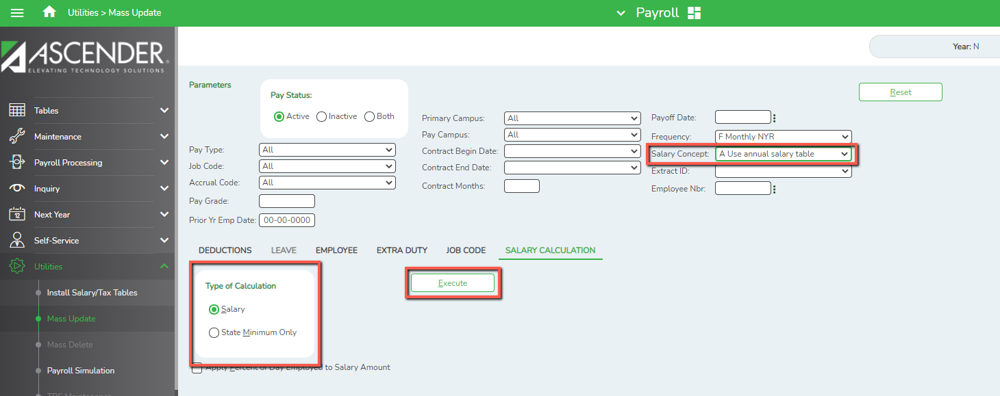 Utilities > Mass Update
Payroll
ASCENDER
ELEVATING TECHNOLOGY SOLUTIONS
Year: N
Tables
Maintenance
Payroll Processing
Inquiry
12
Next Year
Self-Service
Utilities
Install Salary/Tax Tables
Mass Update
Mass Delete
Payroll Simulation
Parameters
Pay Status:
Active
Inactive
Both
Reset
Pay Type: All
Job Code: All
Accrual Code: All
Pay Grade:
Prior Yr Emp Date: 00-00-0000
Primary Campus: All
Pay Campus: All
Contract Begin Date:
Contract End Date:
Contract Months:
Payoff Date:
Frequency: F Monthly NYR
Salary Concept: A Use annual salary table
Extract ID:
Employee Nbr:
DEDUCTIONS LEAVE EMPLOYEE EXTRA DUTY JOB CODE SALARY CALCULATION
Type of Calculation
Salary
State Minimum Only
Execute
Apply Percent of Day Employed to Salary Amount